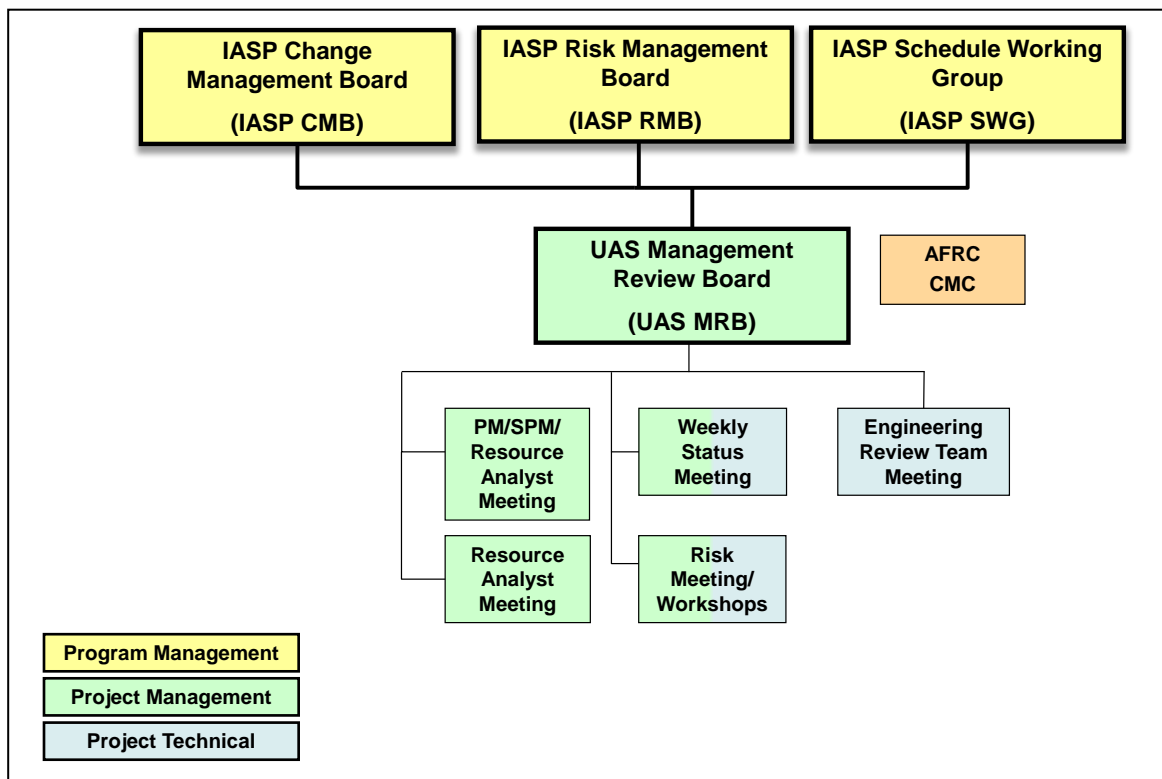 IASP Change
Management Board
(IASP CMB)
IASP Risk Management
Board
(IASP RMB)
IASP Schedule Working
Group
(IASP SWG)
UAS Management
Review Board
(UAS MRB)
AFRC
CMC
PM/SPM/
Resource
Analyst
Meeting
Weekly
Status
Meeting
Engineering
Review Team
Meeting
Resource
Analyst
Meeting
Risk
Meeting/
Workshops
Program Management
Project Management
Project Technical